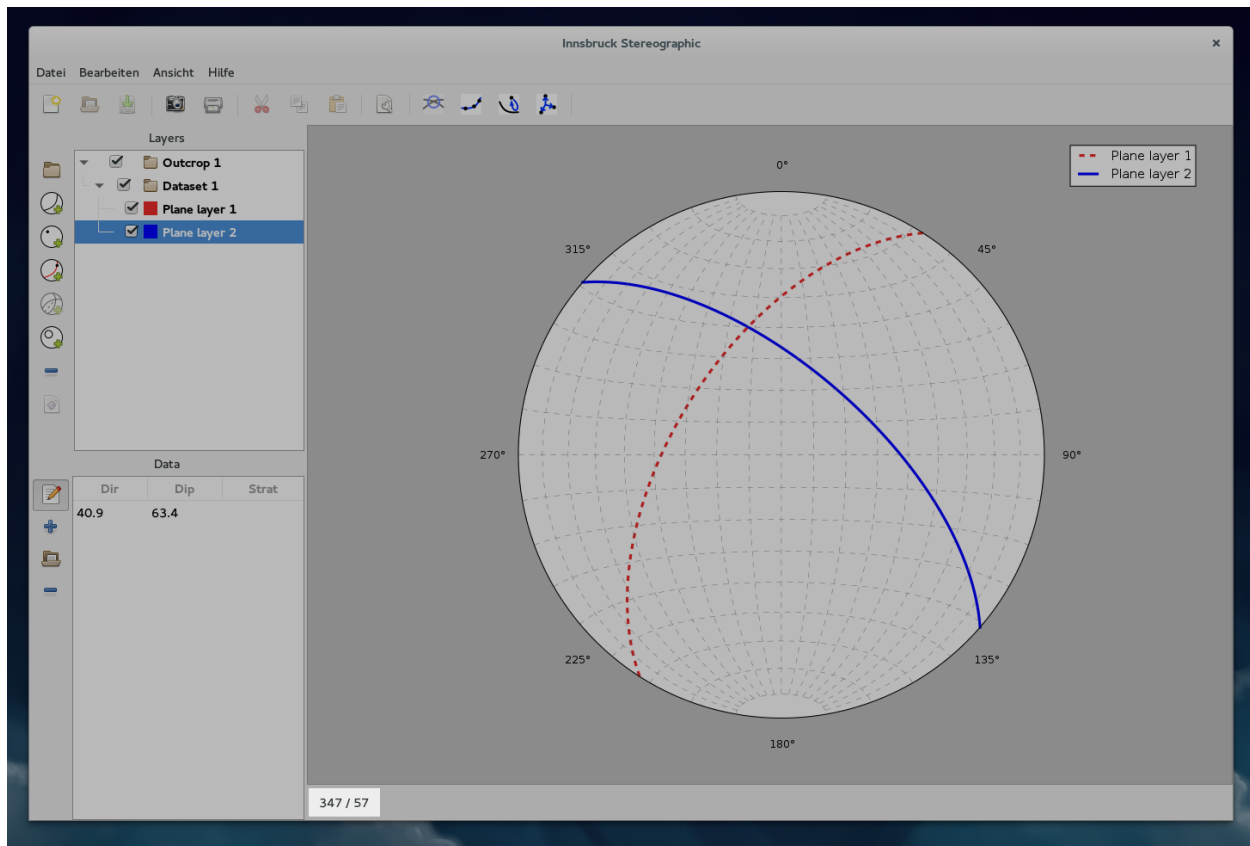 Innsbruck Stereographic
Datei Bearbeiten Ansicht Hilfe
Layers
Outcrop 1
Dataset 1
Plane layer 1
Plane layer 2
Data
Dir Dip Strat
40.9 63.4
Plane layer 1
Plane layer 2
0°
315° 45°
270° 90°
225° 135°
180°
347 / 57